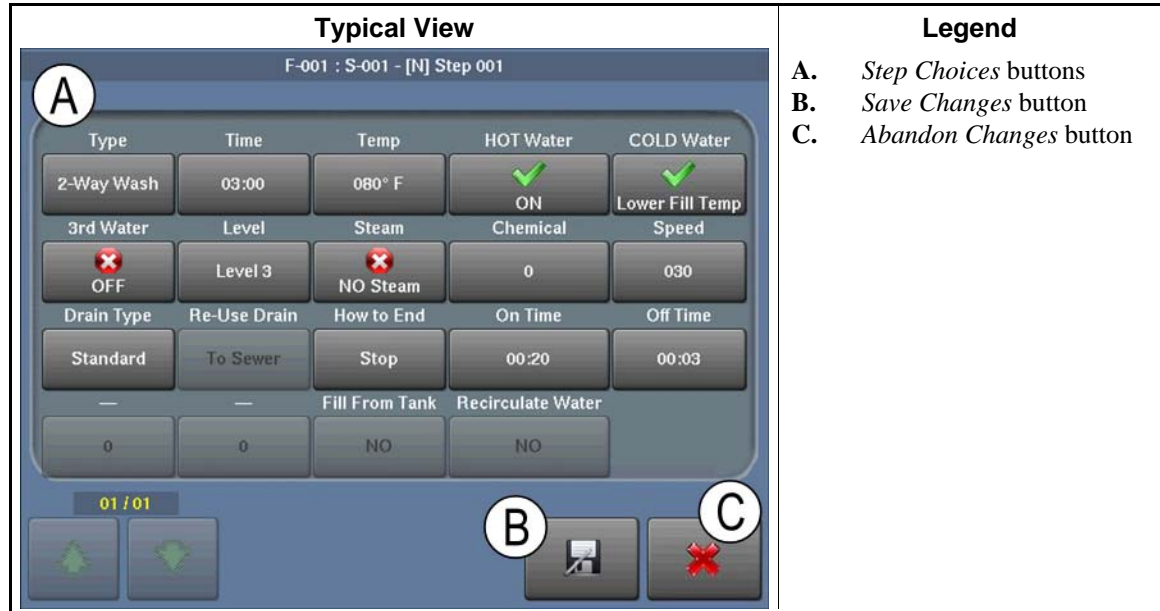 Typical View
Legend
F-001 : S-001 - [N] Step 001
A
A. Step Choices buttons
B. Save Changes button
C. Abandon Changes button
Type Time Temp HOT Water COLD Water
2-Way Wash 03:00 080° F ON Lower Fill Temp
3rd Water Level Steam Chemical Speed
OFF Level 3 NO Steam 0 030
Drain Type Re-Use Drain How to End On Time Off Time
Standard To Sewer Stop 00:20 00:03
— — Fill From Tank Recirculate Water
0 0 NO NO
01 / 01
B
C